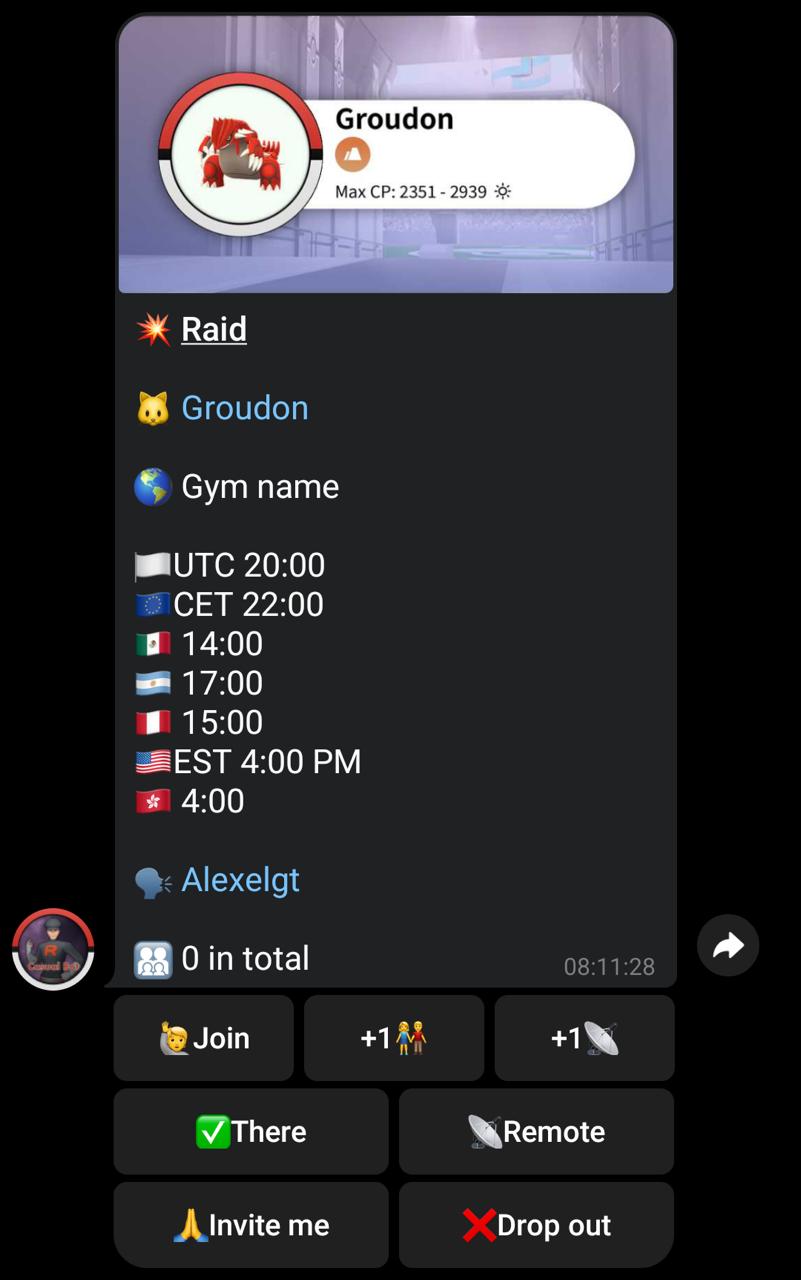 Groudon
Max CP: 2351 - 2939 ☀
💥 Raid
🐱 Groudon
🌎 Gym name
🏳️UTC 20:00
🇪🇺CET 22:00
🇲🇽 14:00
🇦🇷 17:00
🇵🇪 15:00
🇺🇸EST 4:00 PM
🇭🇰 4:00
🗣 Alexelgt
👥 0 in total
08:11:28
R
Casual Bot
🙋Join
+1👫
+1📡
✅There
📡Remote
🙏Invite me
❌Drop out